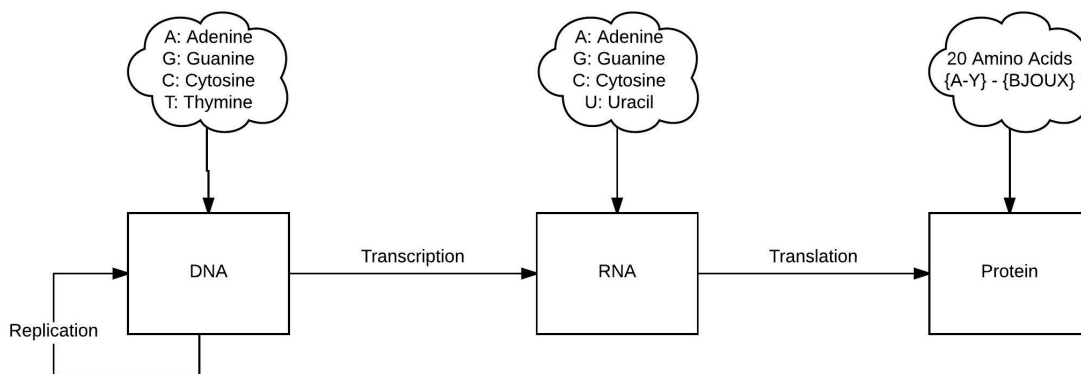 A: Adenine
G: Guanine
C: Cytosine
T: Thymine
A: Adenine
G: Guanine
C: Cytosine
U: Uracil
20 Amino Acids
{A-Y} - {BJOUX}
DNA
Transcription
RNA
Translation
Protein
Replication